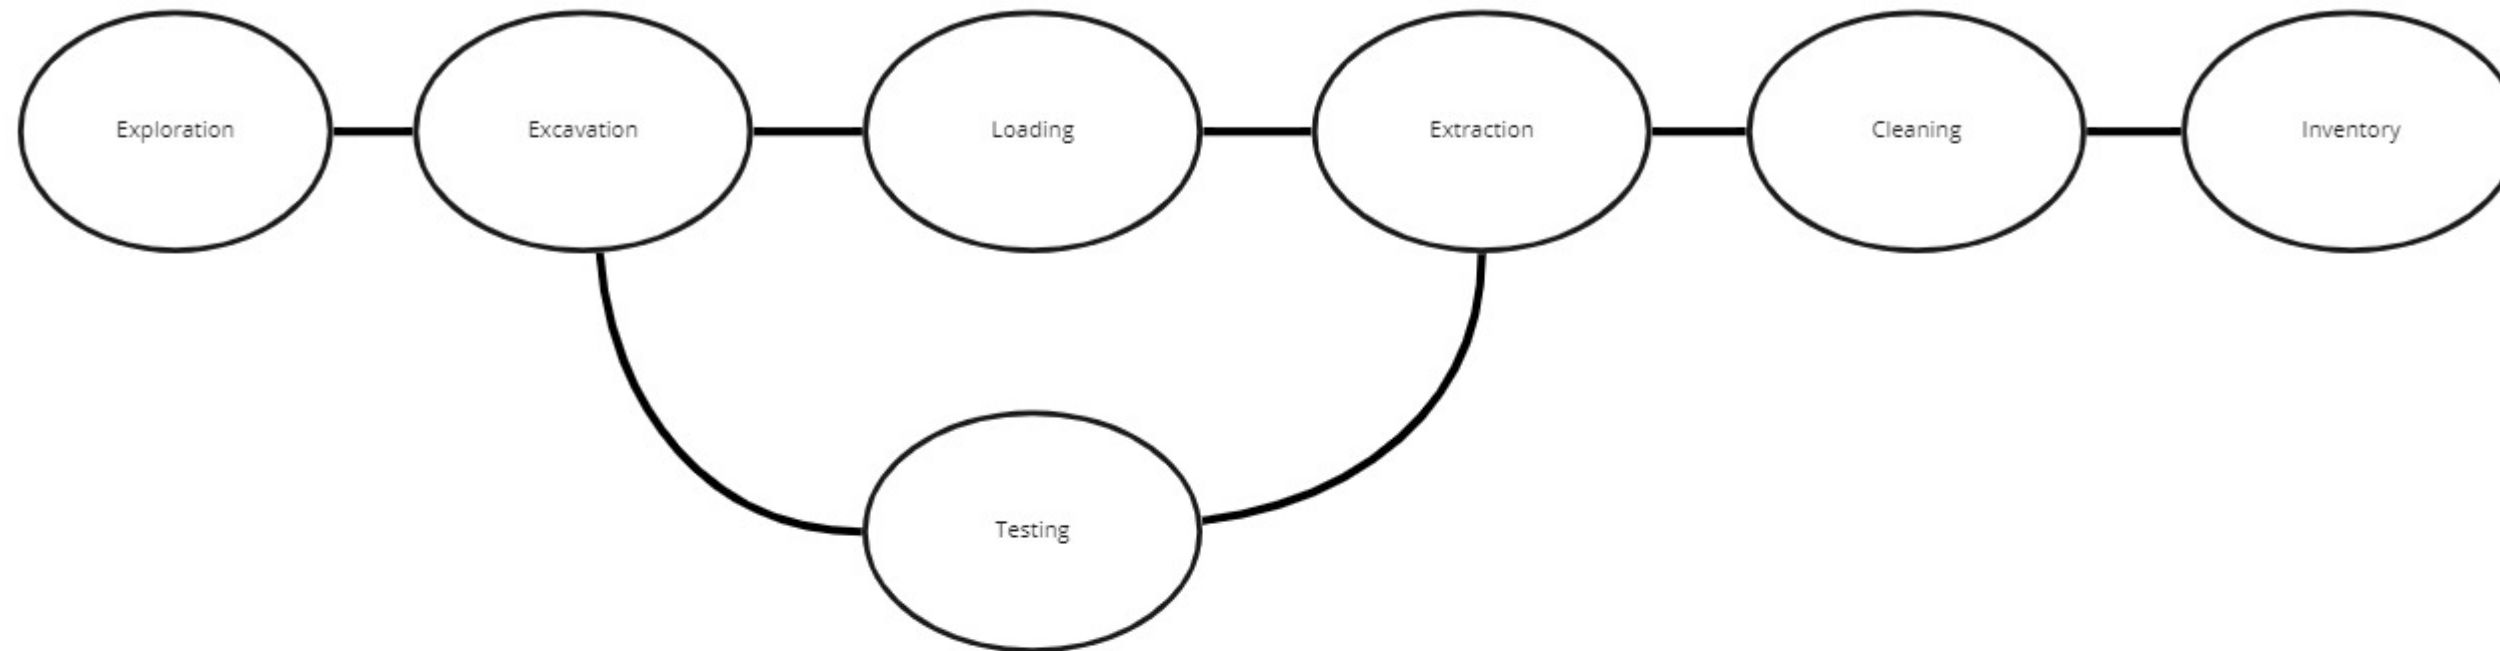 Exploration
Excavation
Loading
Extraction
Cleaning
Inventory
Testing